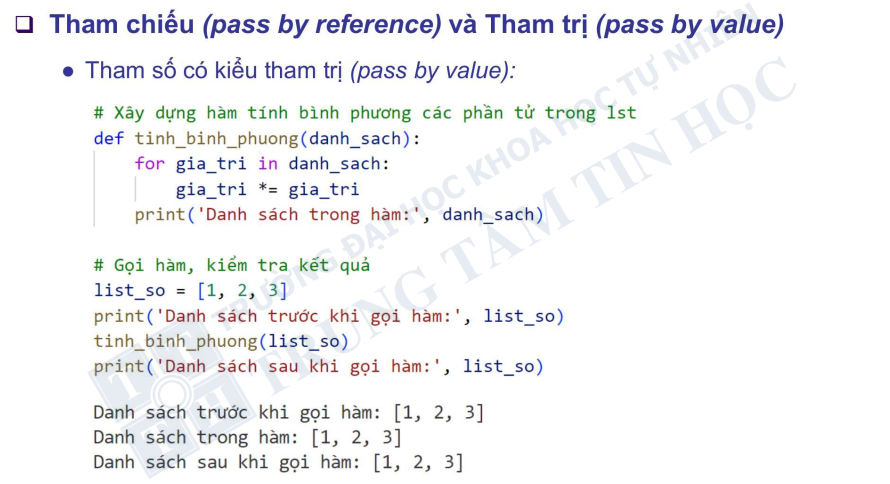 Tham chiếu (pass by reference) và Tham trị (pass by value)
Tham số có kiểu tham trị (pass by value):
# Xây dựng hàm tính bình phương các phần tử trong lst
def tinh_binh_phuong(danh_sach):
    for gia_tri in danh_sach:
        gia_tri *= gia_tri
    print('Danh sách trong hàm:', danh_sach)
# Gọi hàm, kiểm tra kết quả
list_so = [1, 2, 3]
print('Danh sách trước khi gọi hàm:', list_so)
tinh_binh_phuong(list_so)
print('Danh sách sau khi gọi hàm:', list_so)
Danh sách trước khi gọi hàm: [1, 2, 3]
Danh sách trong hàm: [1, 2, 3]
Danh sách sau khi gọi hàm: [1, 2, 3]
TRƯỜNG ĐẠI HỌC KHOA HỌC TỰ NHIÊN
TRUNG TÂM TIN HỌC